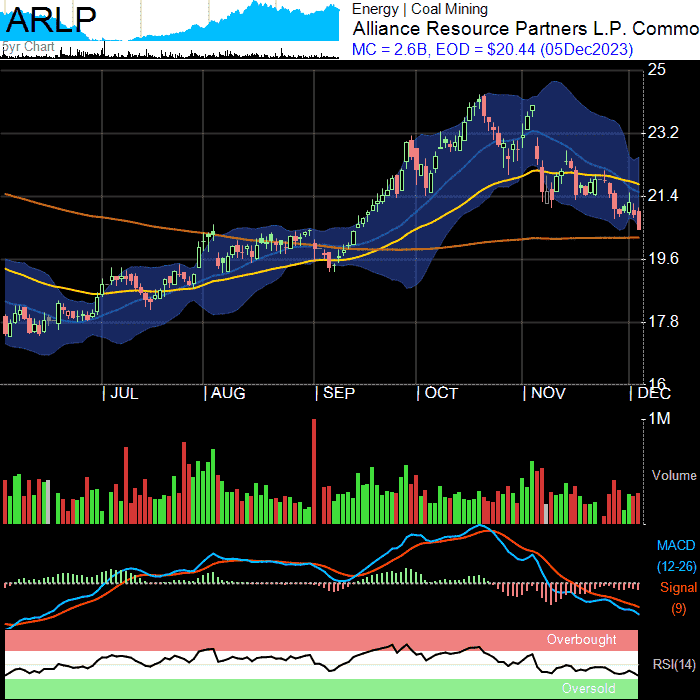 ARLP
5yr Chart
Energy | Coal Mining
Alliance Resource Partners L.P. Commo
MC = 2.6B, EOD = $20.44 (05Dec2023)
25
23.2
21.4
19.6
17.8
16
JUL AUG SEP OCT NOV DEC
1M
Volume
MACD
(12-26)
Signal
(9)
Overbought
RSI(14)
Oversold